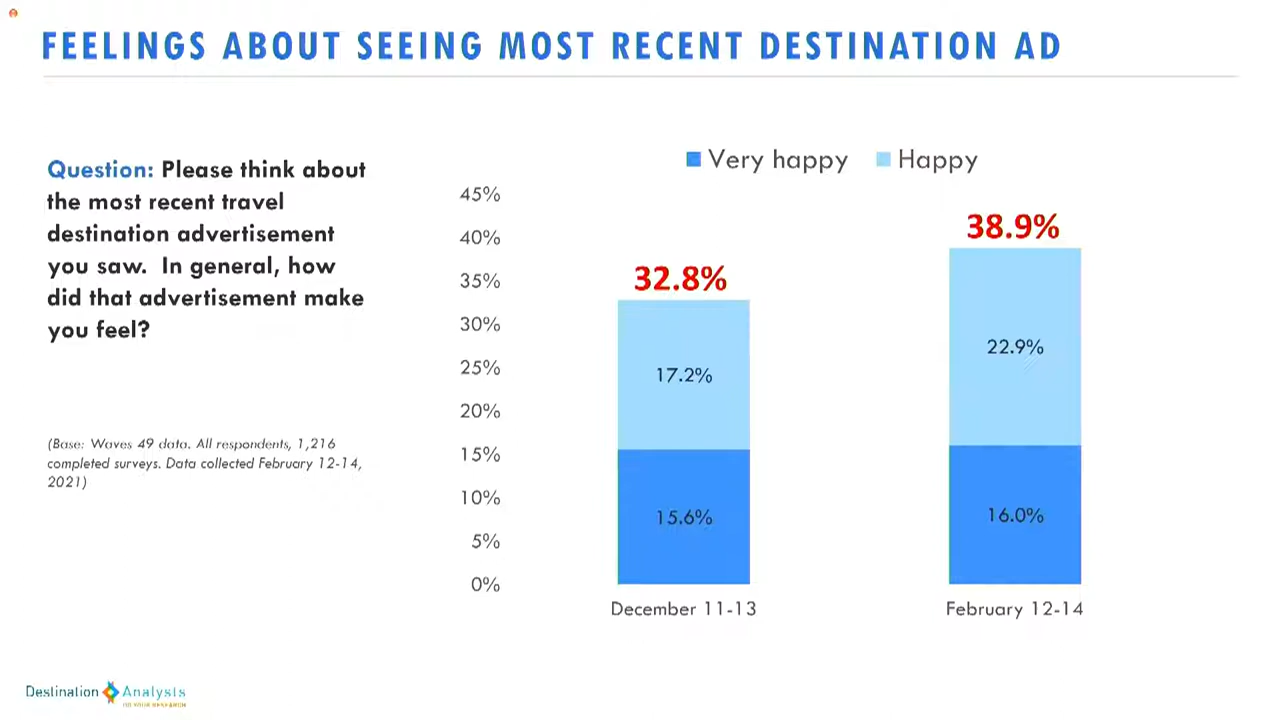 FEELINGS ABOUT SEEING MOST RECENT DESTINATION AD
Question: Please think about
the most recent travel
destination advertisement
you saw. In general, how
did that advertisement make
you feel?
(Base: Waves 49 data. All respondents, 1,216
completed surveys. Data collected February 12-14,
2021)
Very happy Happy
45%
40%
35%
30%
25%
20%
15%
10%
5%
0%
32.8%
17.2%
15.6%
38.9%
22.9%
16.0%
December 11-13
February 12-14
Destination Analysts
DO YOUR RESEARCH